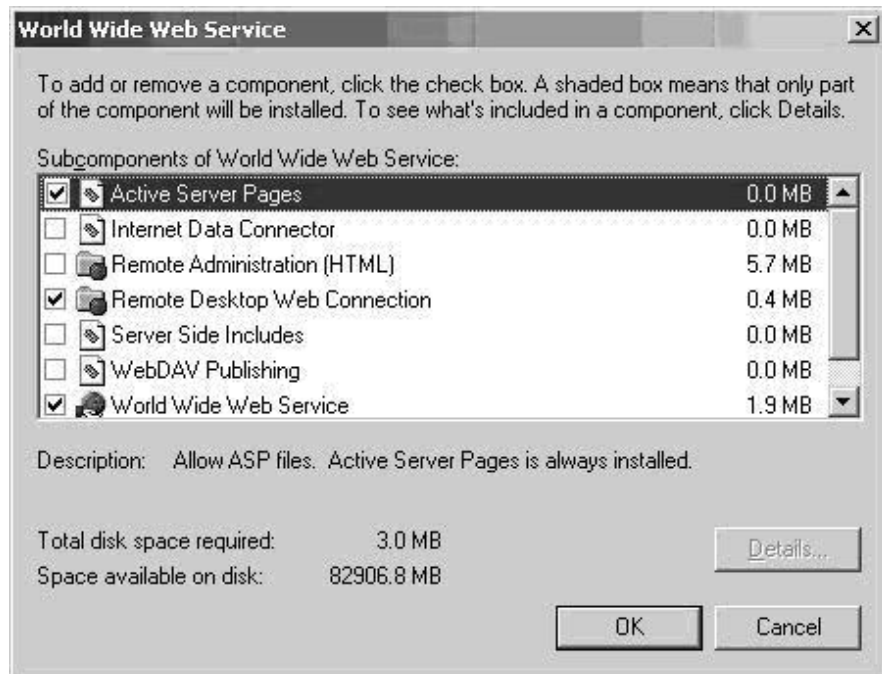 World Wide Web Service
To add or remove a component, click the check box. A shaded box means that only part
of the component will be installed. To see what's included in a component, click Details.
Subcomponents of World Wide Web Service:
Active Server Pages 0.0 MB
Internet Data Connector 0.0 MB
Remote Administration (HTML) 5.7 MB
Remote Desktop Web Connection 0.4 MB
Server Side Includes 0.0 MB
WebDAV Publishing 0.0 MB
World Wide Web Service 1.9 MB
Description: Allow ASP files. Active Server Pages is always installed.
Total disk space required: 3.0 MB
Space available on disk: 82906.8 MB
Details...
OK Cancel